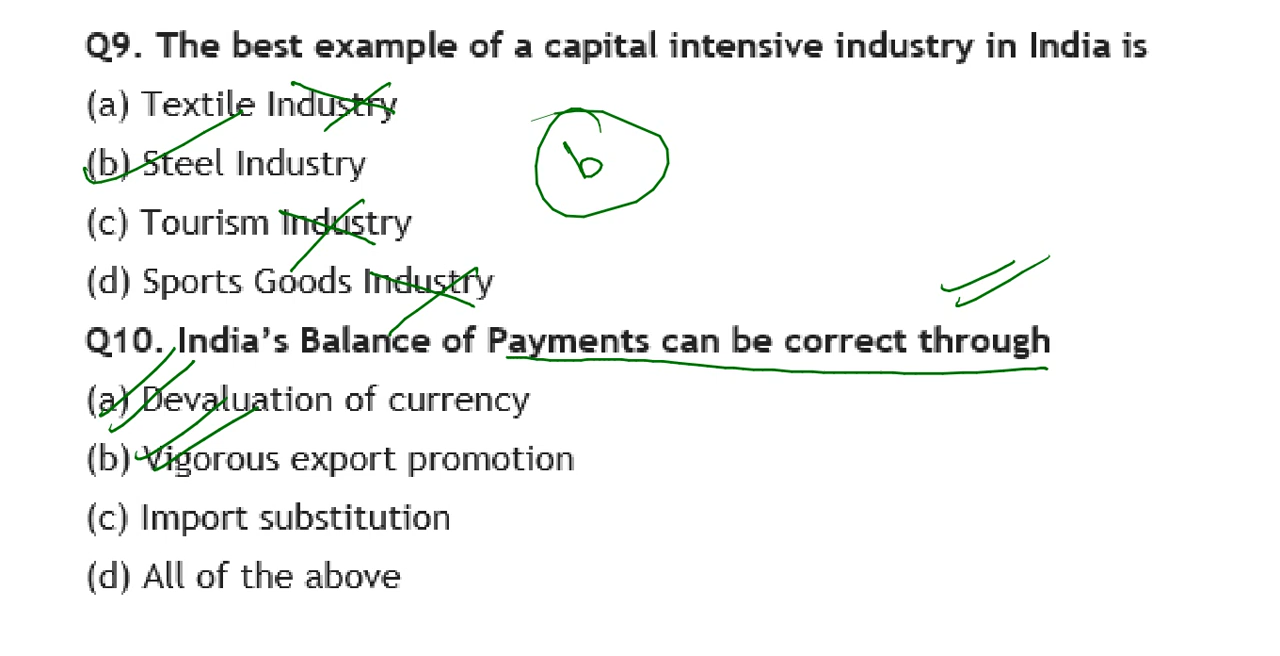 Q9. The best example of a capital intensive industry in India is
(a) Textile Industry
(b) Steel Industry
b
(c) Tourism Industry
(d) Sports Goods Industry
Q10. India's Balance of Payments can be correct through
(a) Devaluation of currency
(b) Vigorous export promotion
(c) Import substitution
(d) All of the above